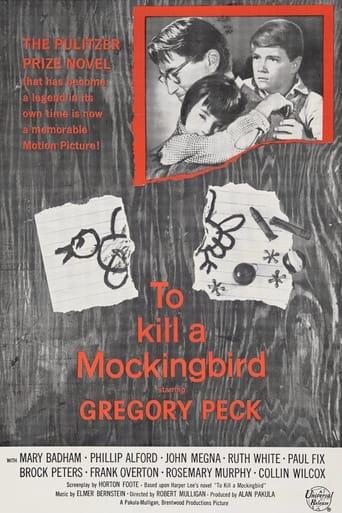 THE PULITZER
PRIZE NOVEL
that has become
a legend in its
own time is now
a memorable
Motion Picture!
To
kill a
Mockingbird
starring
GREGORY PECK
WITH MARY BADHAM • PHILLIP ALFORD • JOHN MEGNA • RUTH WHITE • PAUL FIX
BROCK PETERS • FRANK OVERTON • ROSEMARY MURPHY • COLLIN WILCOX
Screenplay by HORTON FOOTE • Based upon Harper Lee's novel "To Kill a Mockingbird"
Music by ELMER BERNSTEIN • Directed by ROBERT MULLIGAN • Produced by ALAN PAKULA
A Pakula-Mulligan, Brentwood Productions Picture
A
Universal
Release